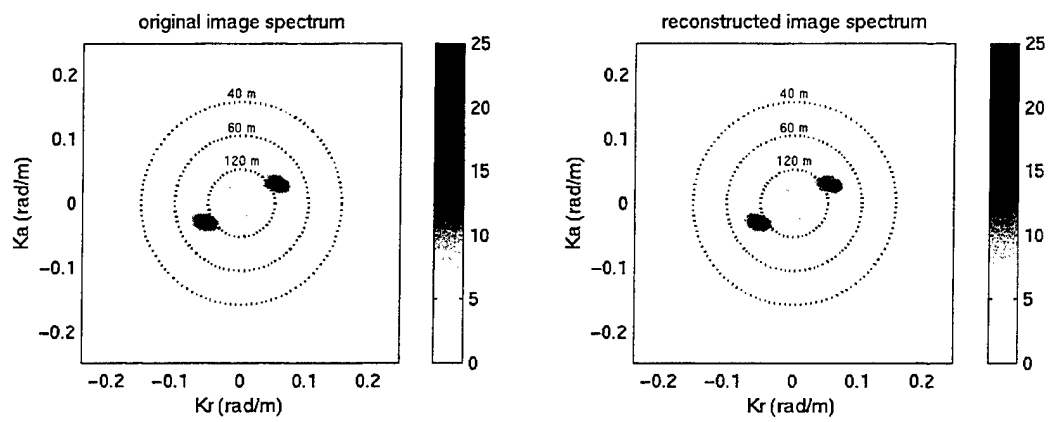 original image spectrum
0.2
0.1
0
−0.1
−0.2
Ka (rad/m)
40 m
60 m
120 m
−0.2 −0.1 0 0.1 0.2
Kr (rad/m)
25
20
15
10
5
0
reconstructed image spectrum
0.2
0.1
0
−0.1
−0.2
Ka (rad/m)
40 m
60 m
120 m
−0.2 −0.1 0 0.1 0.2
Kr (rad/m)
25
20
15
10
5
0